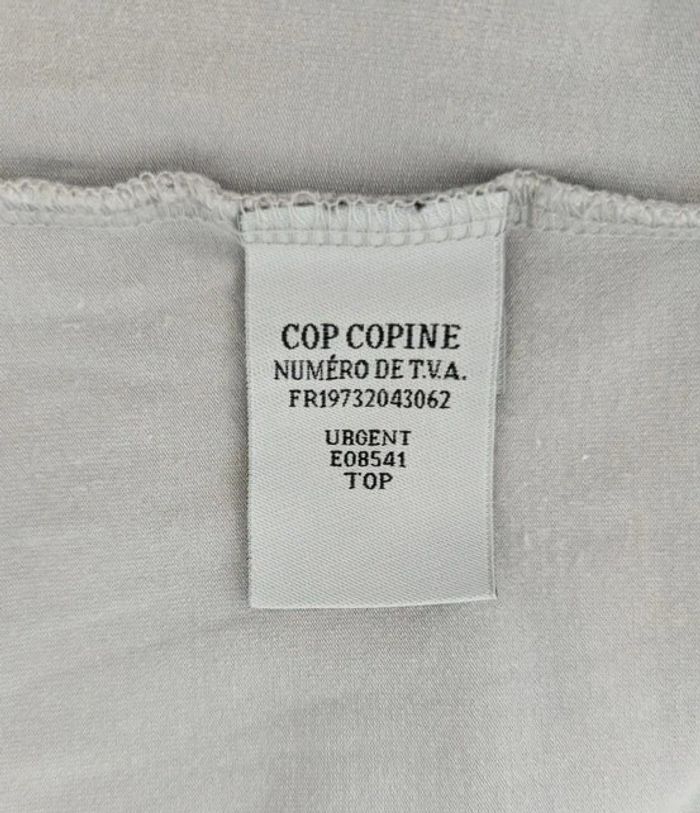 COP COPINE
NUMÉRO DE T.V.A.
FR19732043062
URGENT
E08541
TOP